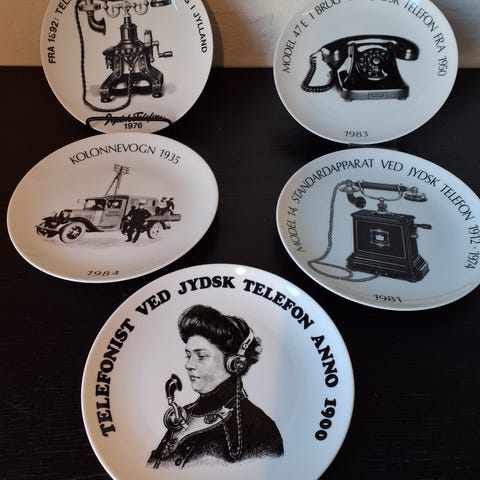 FRA 1892: TEL
I JYLLAND
Jydsk Telefon
1976
MODEL 47 E I BRUG
TELEFON FRA 1950
1983
KOLONNEVOGN 1935
1984
MODEL 14 STANDARDAPPARAT VED JYDSK TELEFON 1912-1974
1981
TELEFONIST VED JYDSK TELEFON ANNO 1900